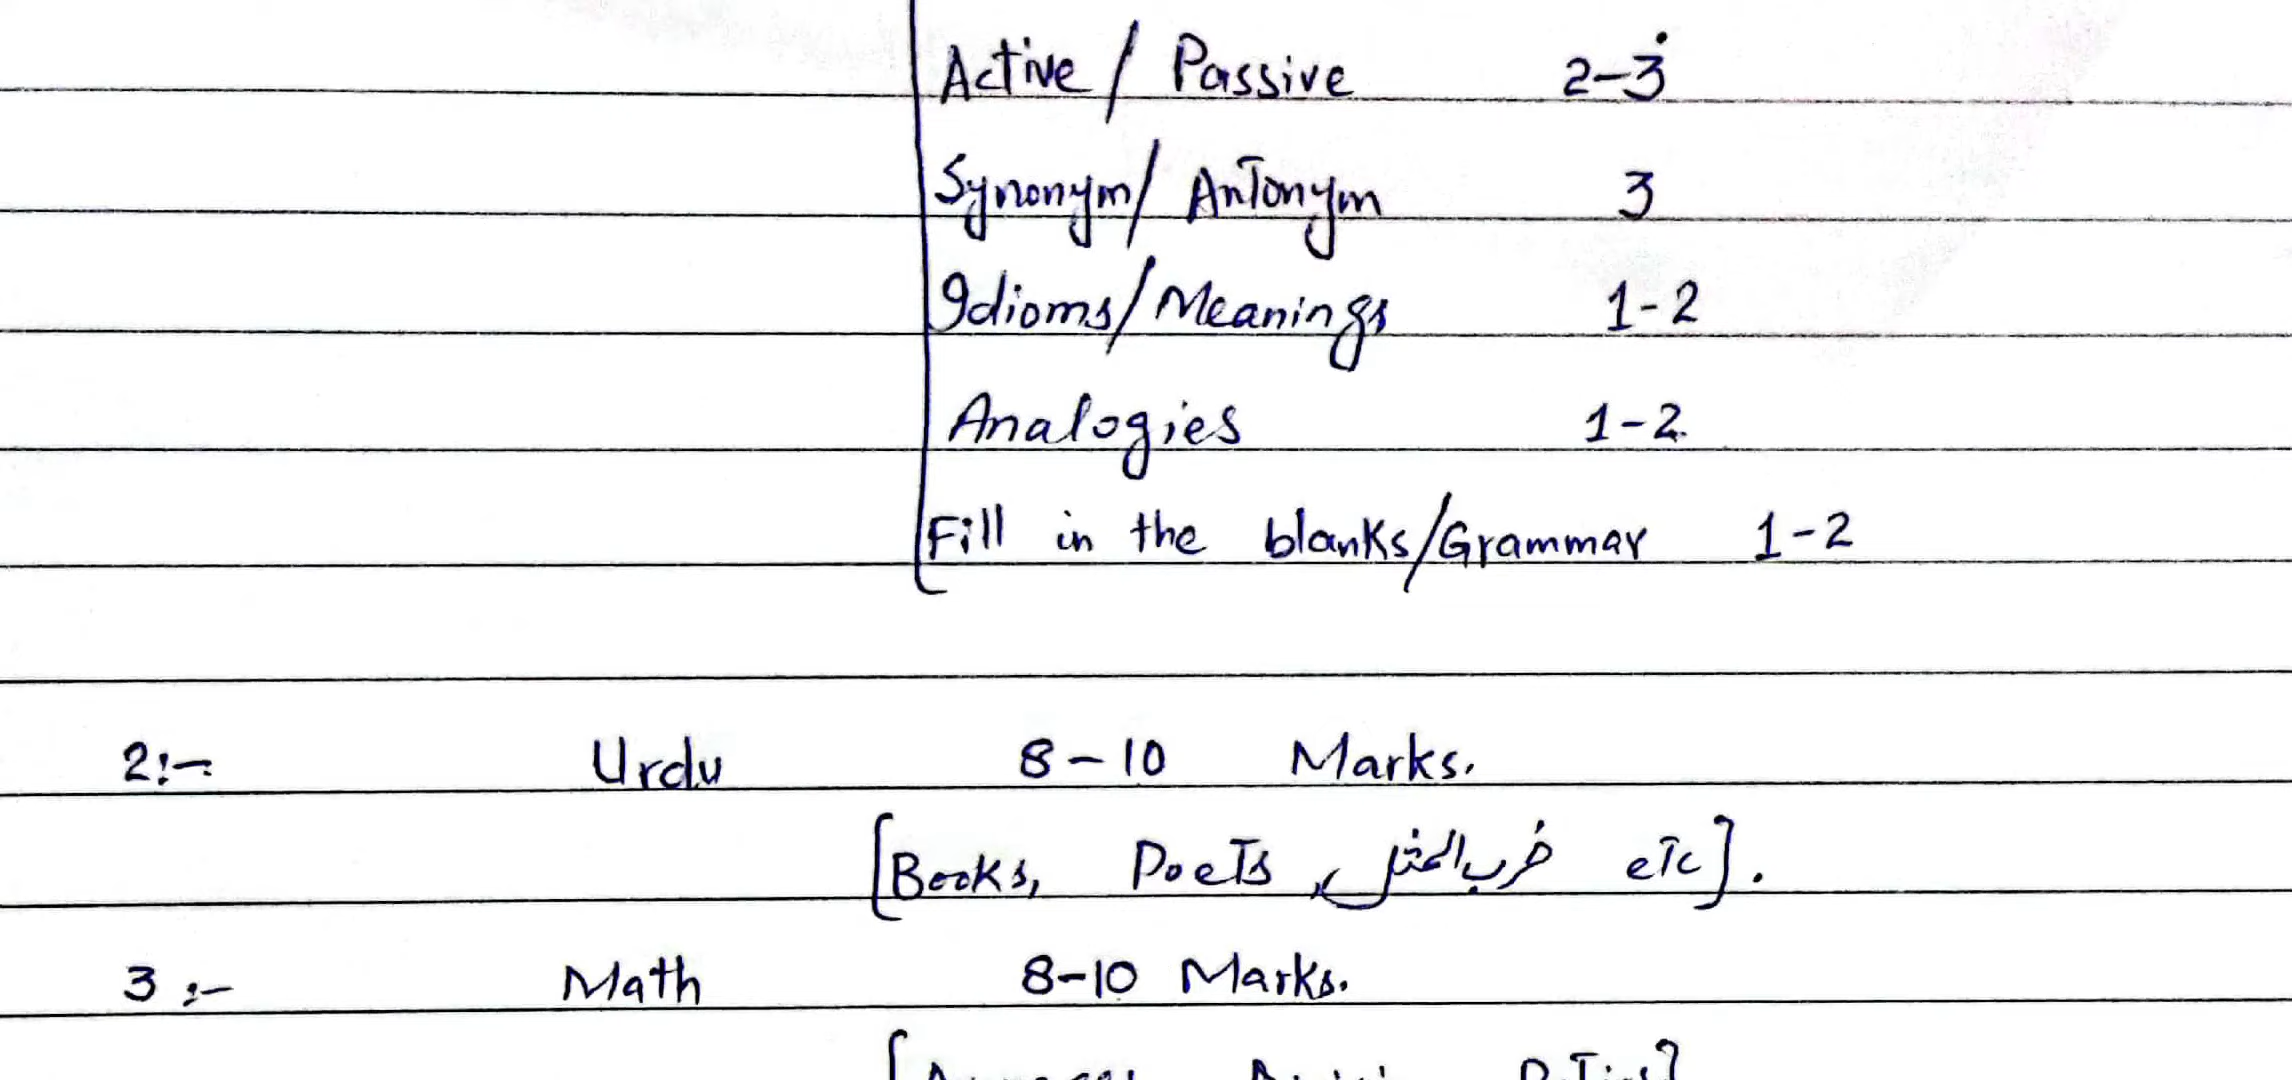 Active / Passive 2-3
Synonym / Antonym 3
Idioms / Meanings 1-2
Analogies 1-2
Fill in the blanks / Grammar 1-2
2:- Urdu 8-10 Marks.
[Books, Poets, ضرب المثل etc].
3:- Math 8-10 Marks.